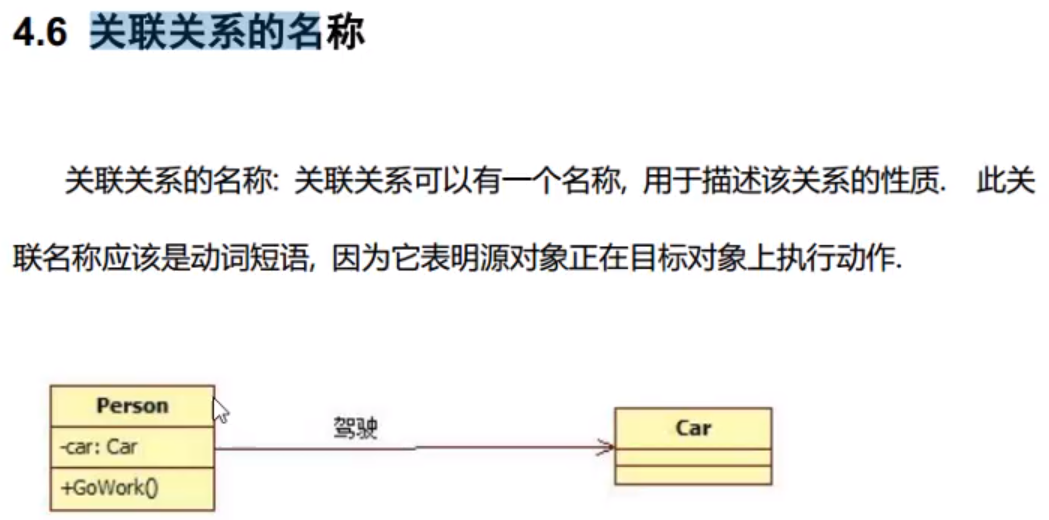 4.6 关联关系的名称
关联关系的名称: 关联关系可以有一个名称, 用于描述该关系的性质. 此关
联名称应该是动词短语, 因为它表明源对象正在目标对象上执行动作.
Person
-car: Car
+GoWork()
驾驶
Car